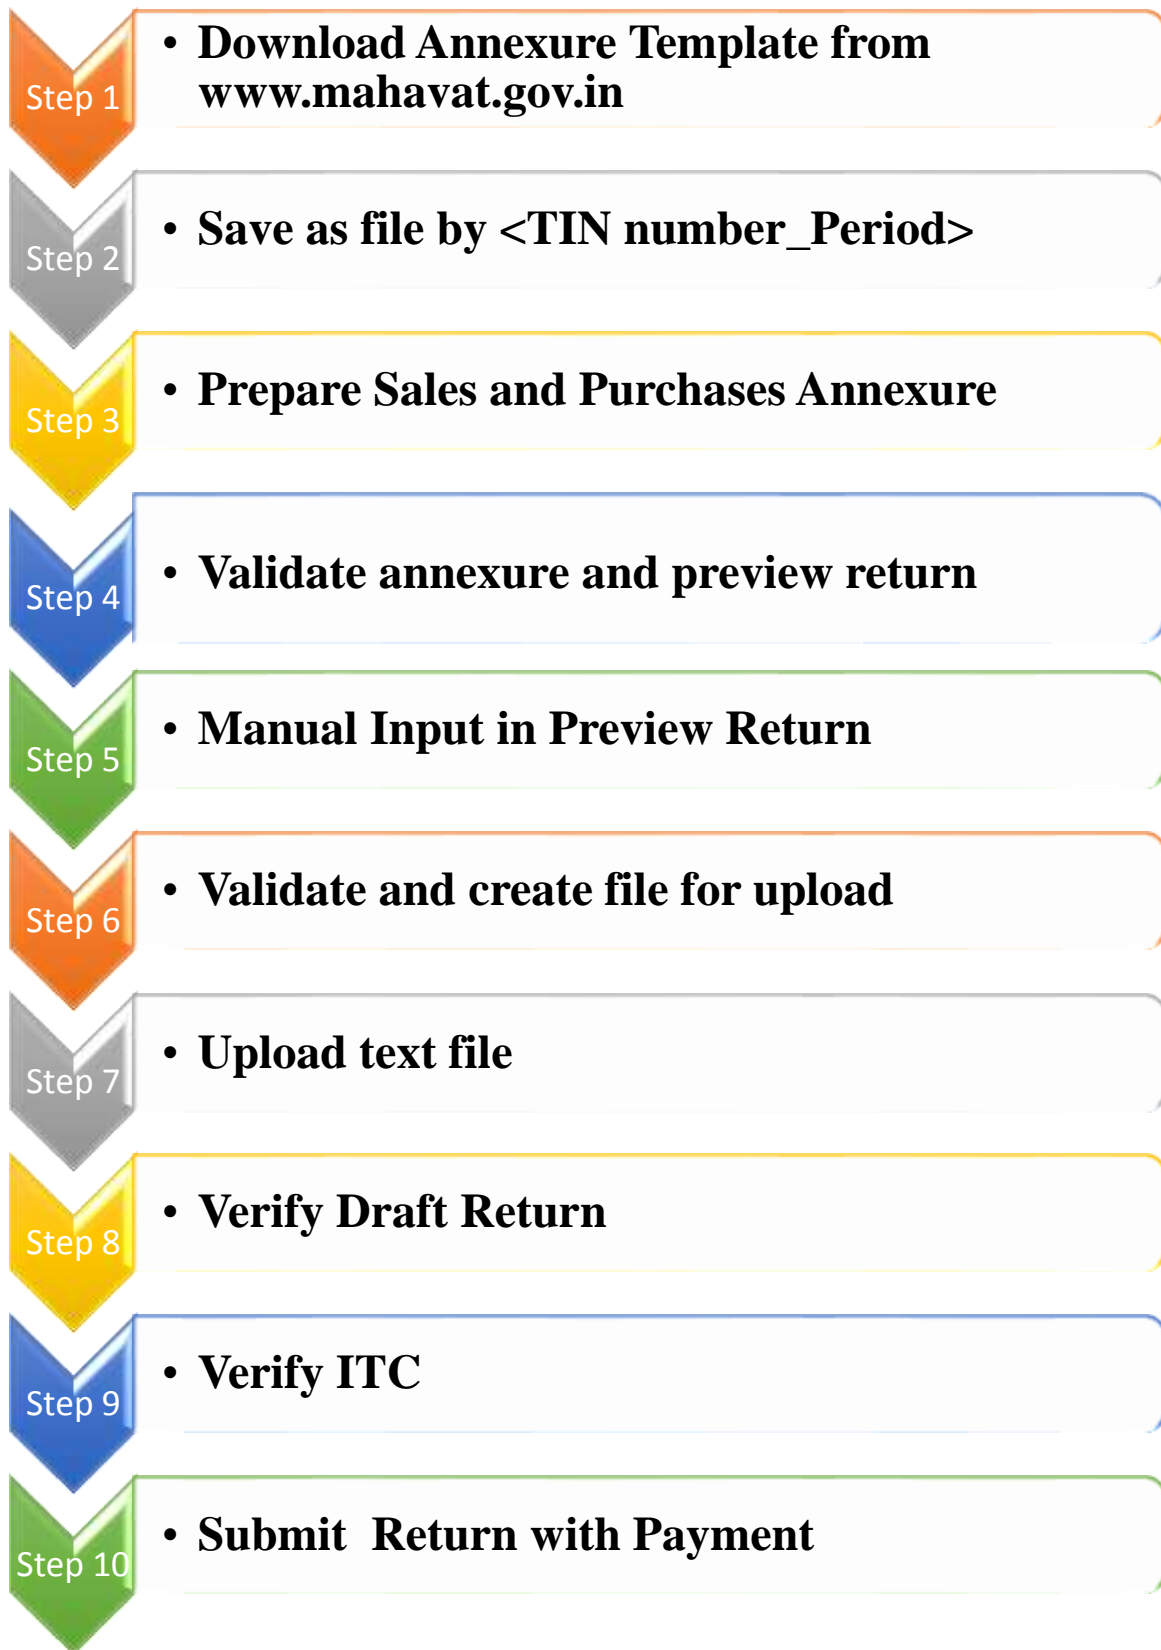 Step 1
• Download Annexure Template from
www.mahavat.gov.in
Step 2
• Save as file by <TIN number_Period>
Step 3
• Prepare Sales and Purchases Annexure
Step 4
• Validate annexure and preview return
Step 5
• Manual Input in Preview Return
Step 6
• Validate and create file for upload
Step 7
• Upload text file
Step 8
• Verify Draft Return
Step 9
• Verify ITC
Step 10
• Submit  Return with Payment